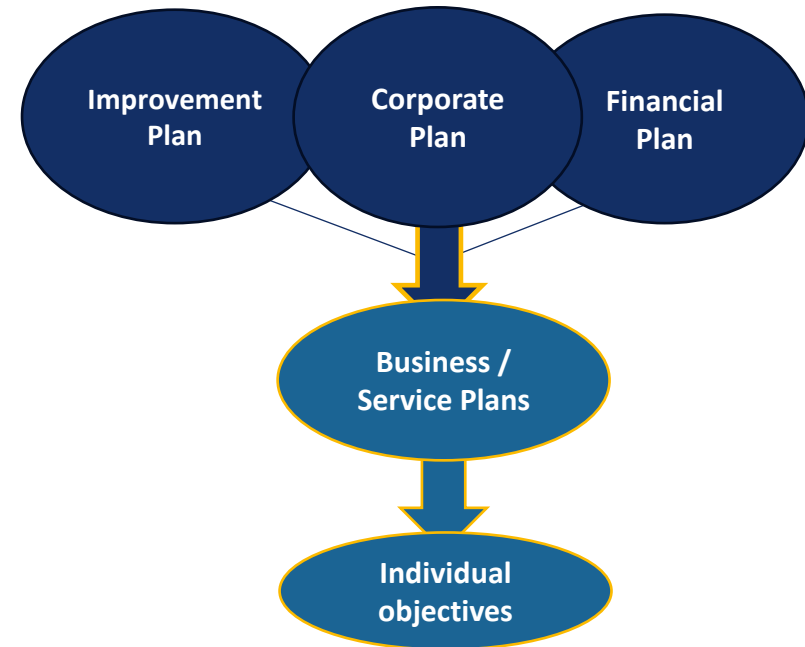 Improvement
Plan
Corporate
Plan
Financial
Plan
Business /
Service Plans
Individual
objectives